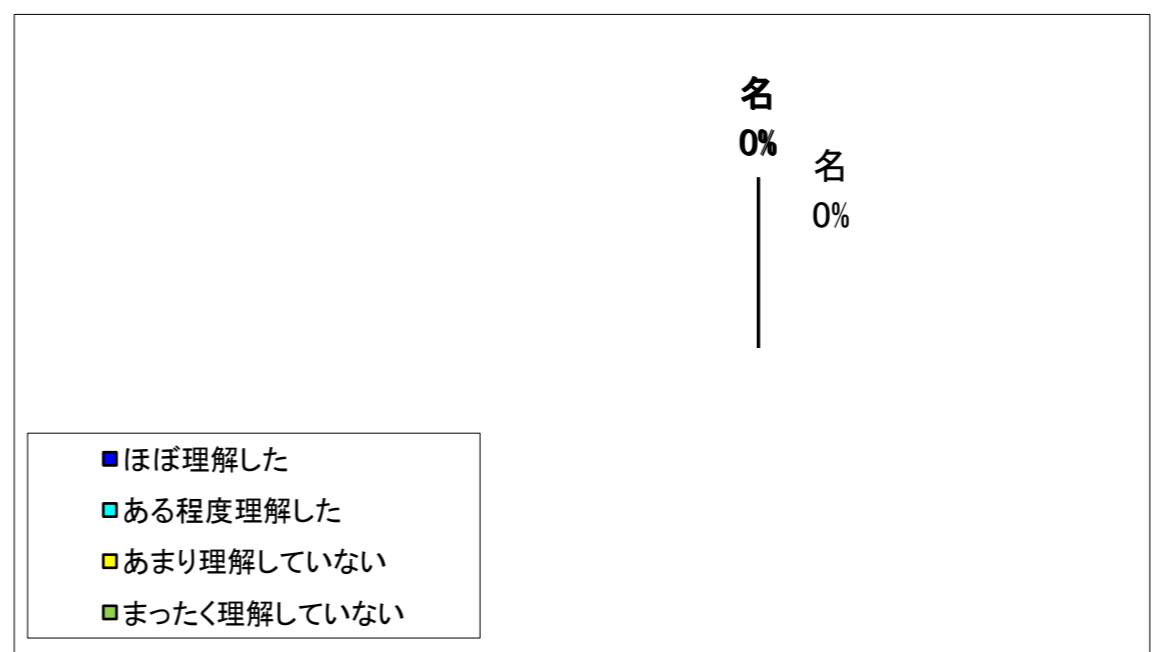 名
0%
名
0%
ほぼ理解した
ある程度理解した
あまり理解していない
まったく理解していない